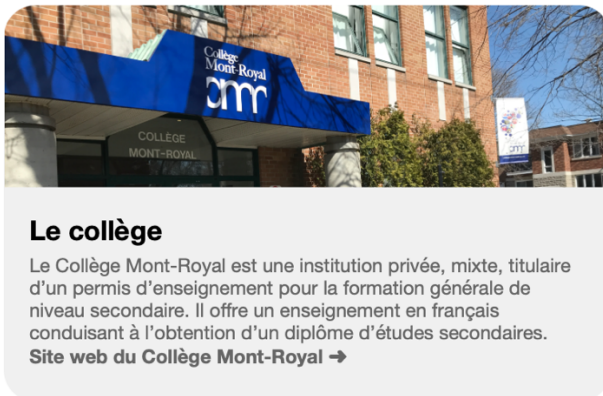 Collège
Mont-Royal
cmr
COLLÈGE
MONT-ROYAL
cmr
Le collège
Le Collège Mont-Royal est une institution privée, mixte, titulaire
d’un permis d’enseignement pour la formation générale de
niveau secondaire. Il offre un enseignement en français
conduisant à l’obtention d’un diplôme d’études secondaires.
Site web du Collège Mont-Royal ➜